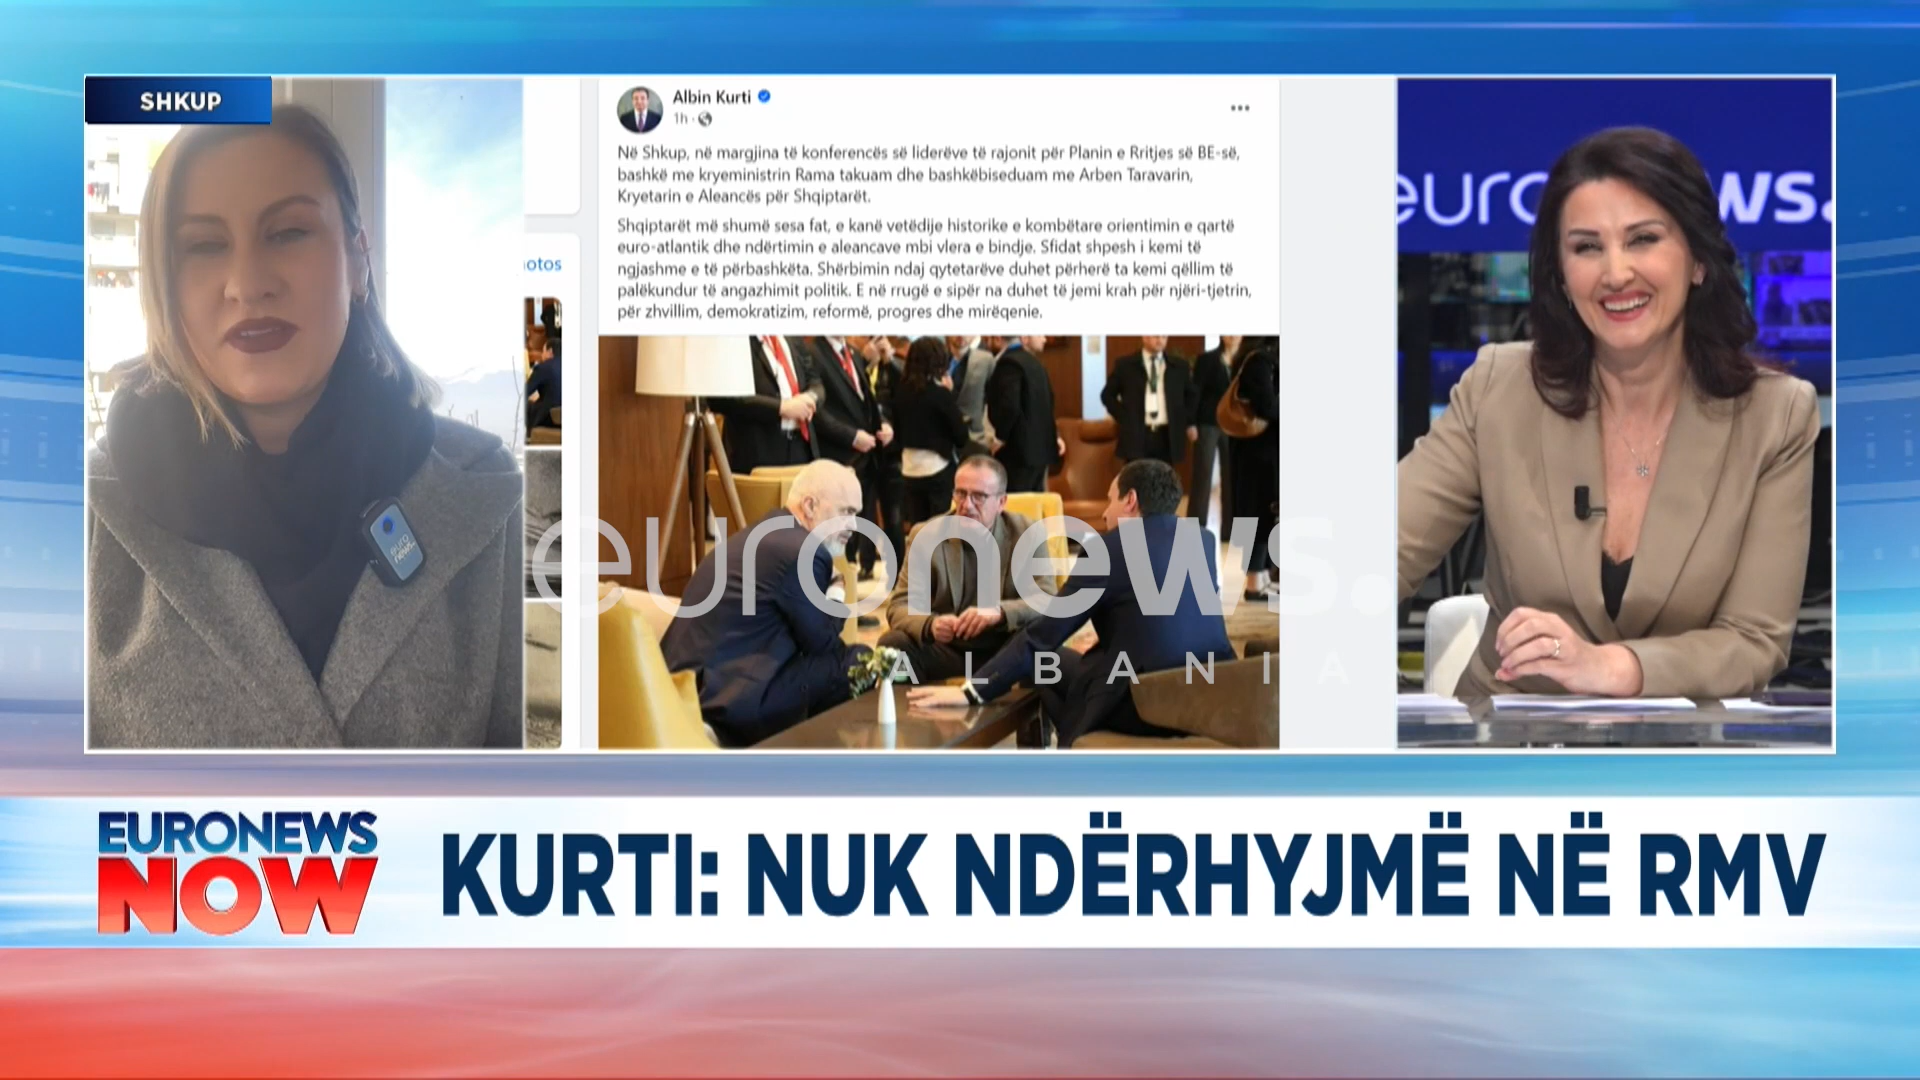 SHKUP
Albin Kurti
1h
Në Shkup, në margjina të konferencës së liderëve të rajonit për Planin e Rritjes së BE-së,
bashkë me kryeministrin Rama takuam dhe bashkëbiseduam me Arben Taravarin,
Kryetarin e Aleancës për Shqiptarët.
Shqiptarët më shumë sesa fat, e kanë vetëdije historike e kombëtare orientimin e qartë
euro-atlantik dhe ndërtimin e aleancave mbi vlera e bindje. Sfidat shpesh i kemi të
ngjashme e të përbashkëta. Shërbimin ndaj qytetarëve duhet përherë ta kemi qëllim të
palëkundur të angazhimit politik. E në rrugë e sipër na duhet të jemi krah për njëri-tjetrin,
për zhvillim, demokratizim, reformë, progres dhe mirëqenie.
otos
euro
news.
euronews.
ALBANIA
euro ws.
EURONEWS
NOW
KURTI: NUK NDËRHYJMË NË RMV